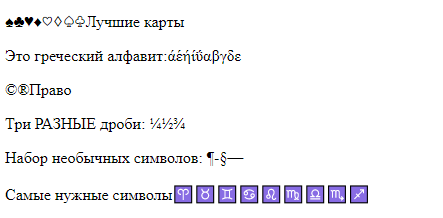 ♠♣♥♦♡◊♤♧Лучшие карты
Это греческий алфавит:άέήίΰαβγδε
©®Право
Три РАЗНЫЕ дроби: ¼½¾
Набор необычных символов: ¶-§—
Самые нужные символы♈♉♊♋♌♍♎♏♐